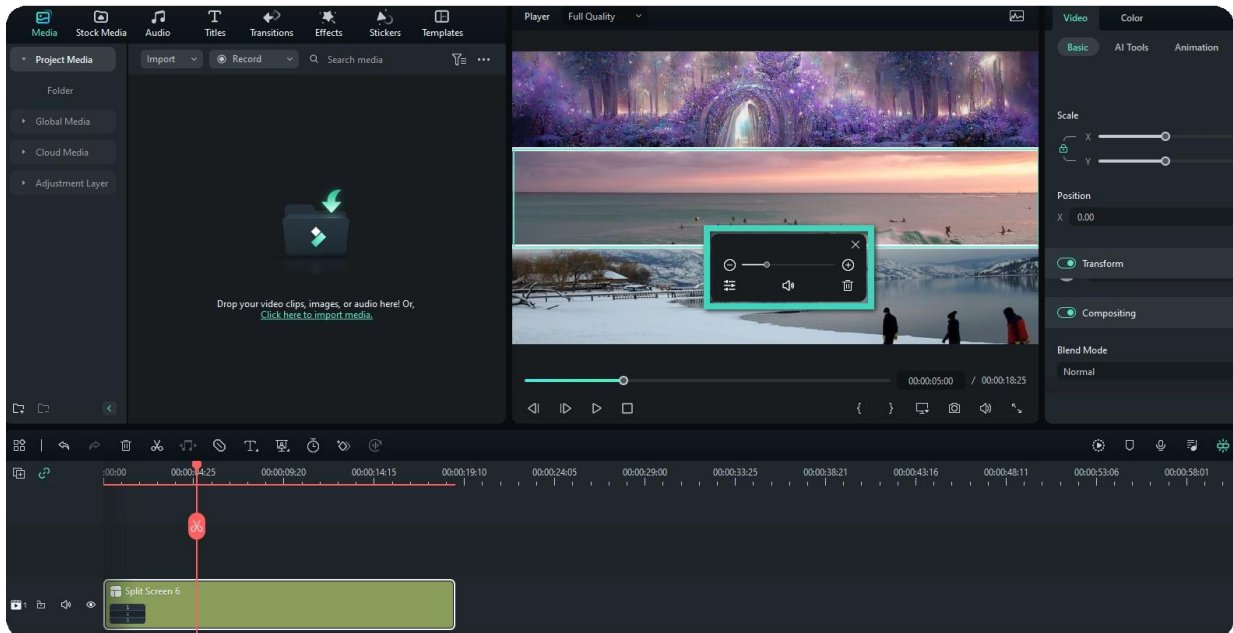 Media Stock Media Audio Titles Transitions Effects Stickers Templates
Project Media
Folder
Global Media
Cloud Media
Adjustment Layer
Import Record Search media
Drop your video clips, images, or audio here! Or,
Click here to import media.
Player Full Quality
00:00:05:00 / 00:00:18:25
{ }
Video Color
Basic AI Tools Animation
Scale
X
Y
Position
X 0.00
Transform
Compositing
Blend Mode
Normal
:00:00 00:00:04:25 00:00:09:20 00:00:14:15 00:00:19:10 00:00:24:05 00:00:29:00 00:00:33:25 00:00:38:21 00:00:43:16 00:00:48:11 00:00:53:06 00:00:58:01
Split Screen 6
1
2
3
1